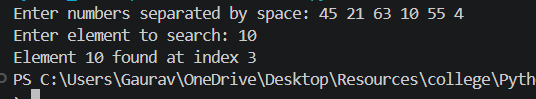 Enter numbers separated by space: 45 21 63 10 55 4
Enter element to search: 10
Element 10 found at index 3
PS C:\Users\Gaurav\OneDrive\Desktop\Resources\college\Pyth